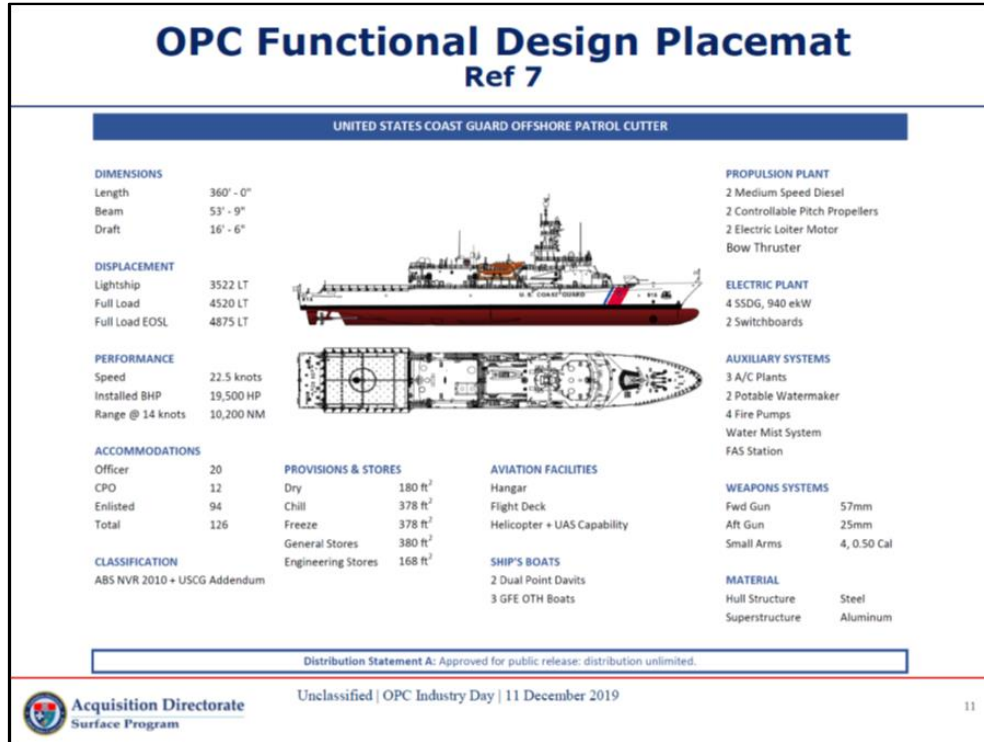 OPC Functional Design Placemat
Ref 7
UNITED STATES COAST GUARD OFFSHORE PATROL CUTTER
DIMENSIONS
Length 360' - 0"
Beam 53' - 9"
Draft 16' - 6"
DISPLACEMENT
Lightship 3522 LT
Full Load 4520 LT
Full Load EOSL 4875 LT
PERFORMANCE
Speed 22.5 knots
Installed BHP 19,500 HP
Range @ 14 knots 10,200 NM
ACCOMMODATIONS
Officer 20
CPO 12
Enlisted 94
Total 126
CLASSIFICATION
ABS NVR 2010 + USCG Addendum
U.S. COAST GUARD
PROVISIONS & STORES
Dry 180 ft²
Chill 378 ft²
Freeze 378 ft²
General Stores 380 ft²
Engineering Stores 168 ft²
AVIATION FACILITIES
Hangar
Flight Deck
Helicopter + UAS Capability
SHIP'S BOATS
2 Dual Point Davits
3 GFE OTH Boats
PROPULSION PLANT
2 Medium Speed Diesel
2 Controllable Pitch Propellers
2 Electric Loiter Motor
Bow Thruster
ELECTRIC PLANT
4 SSDG, 940 ekW
2 Switchboards
AUXILIARY SYSTEMS
3 A/C Plants
2 Potable Watermaker
4 Fire Pumps
Water Mist System
FAS Station
WEAPONS SYSTEMS
Fwd Gun 57mm
Aft Gun 25mm
Small Arms 4, 0.50 Cal
MATERIAL
Hull Structure Steel
Superstructure Aluminum
Distribution Statement A: Approved for public release: distribution unlimited.
Acquisition Directorate
Surface Program
Unclassified | OPC Industry Day | 11 December 2019
11